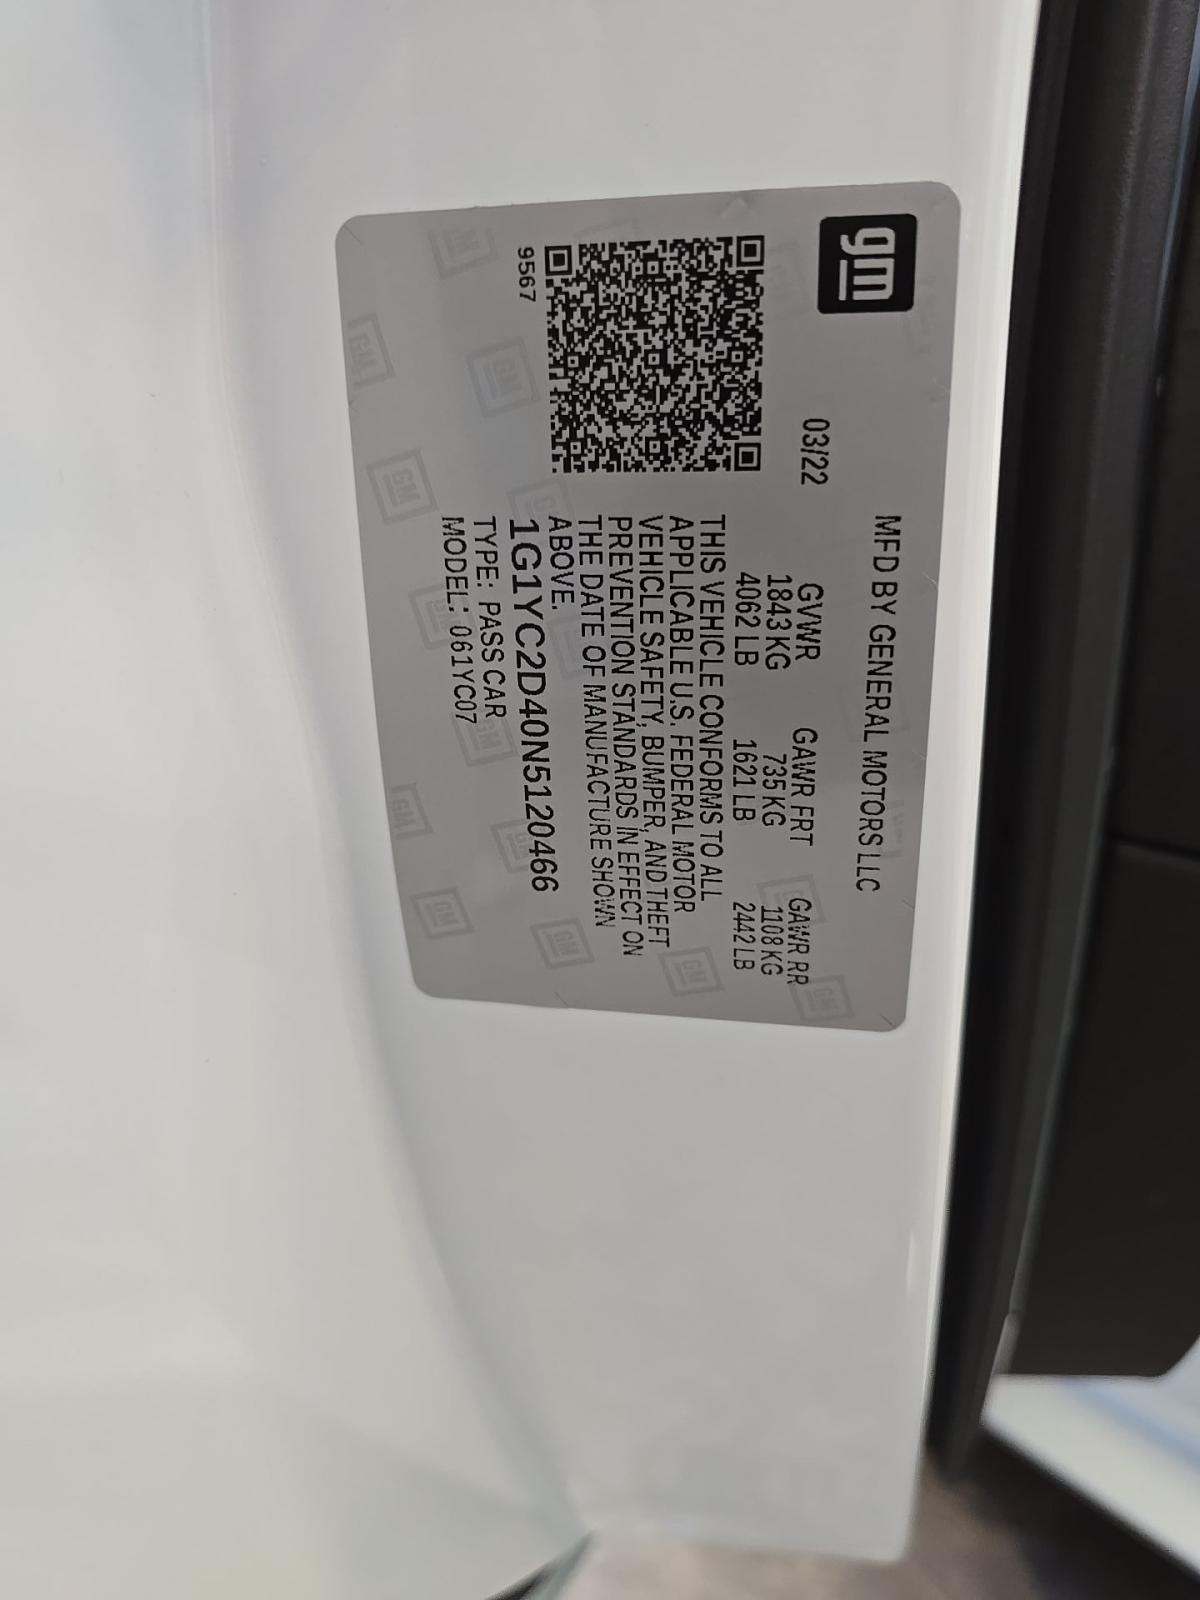 gm
MFD BY GENERAL MOTORS LLC
03/22
GVWR GAWR FRT GAWR RR
1843 KG 735 KG 1108 KG
4062 LB 1621 LB 2442 LB
THIS VEHICLE CONFORMS TO ALL
APPLICABLE U.S. FEDERAL MOTOR
VEHICLE SAFETY, BUMPER, AND THEFT
PREVENTION STANDARDS IN EFFECT ON
THE DATE OF MANUFACTURE SHOWN
ABOVE.
1G1YC2D40N5120466
TYPE: PASS CAR
MODEL: 061YC07
9567